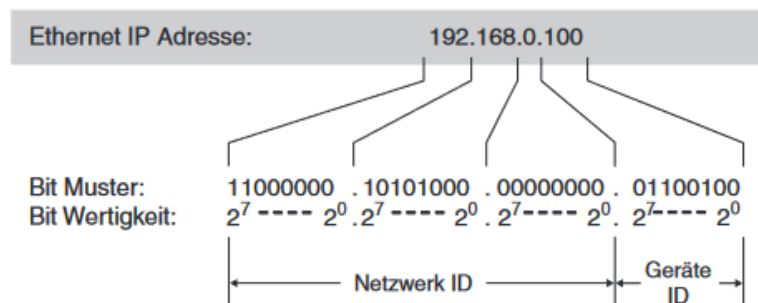 Ethernet IP Adresse: 192.168.0.100
Bit Muster: 11000000 .10101000 .00000000 . 01100100
Bit Wertigkeit: 2⁷ ---- 2⁰ . 2⁷ ---- 2⁰ . 2⁷ ---- 2⁰ . 2⁷ ---- 2⁰
Netzwerk ID Geräte
ID